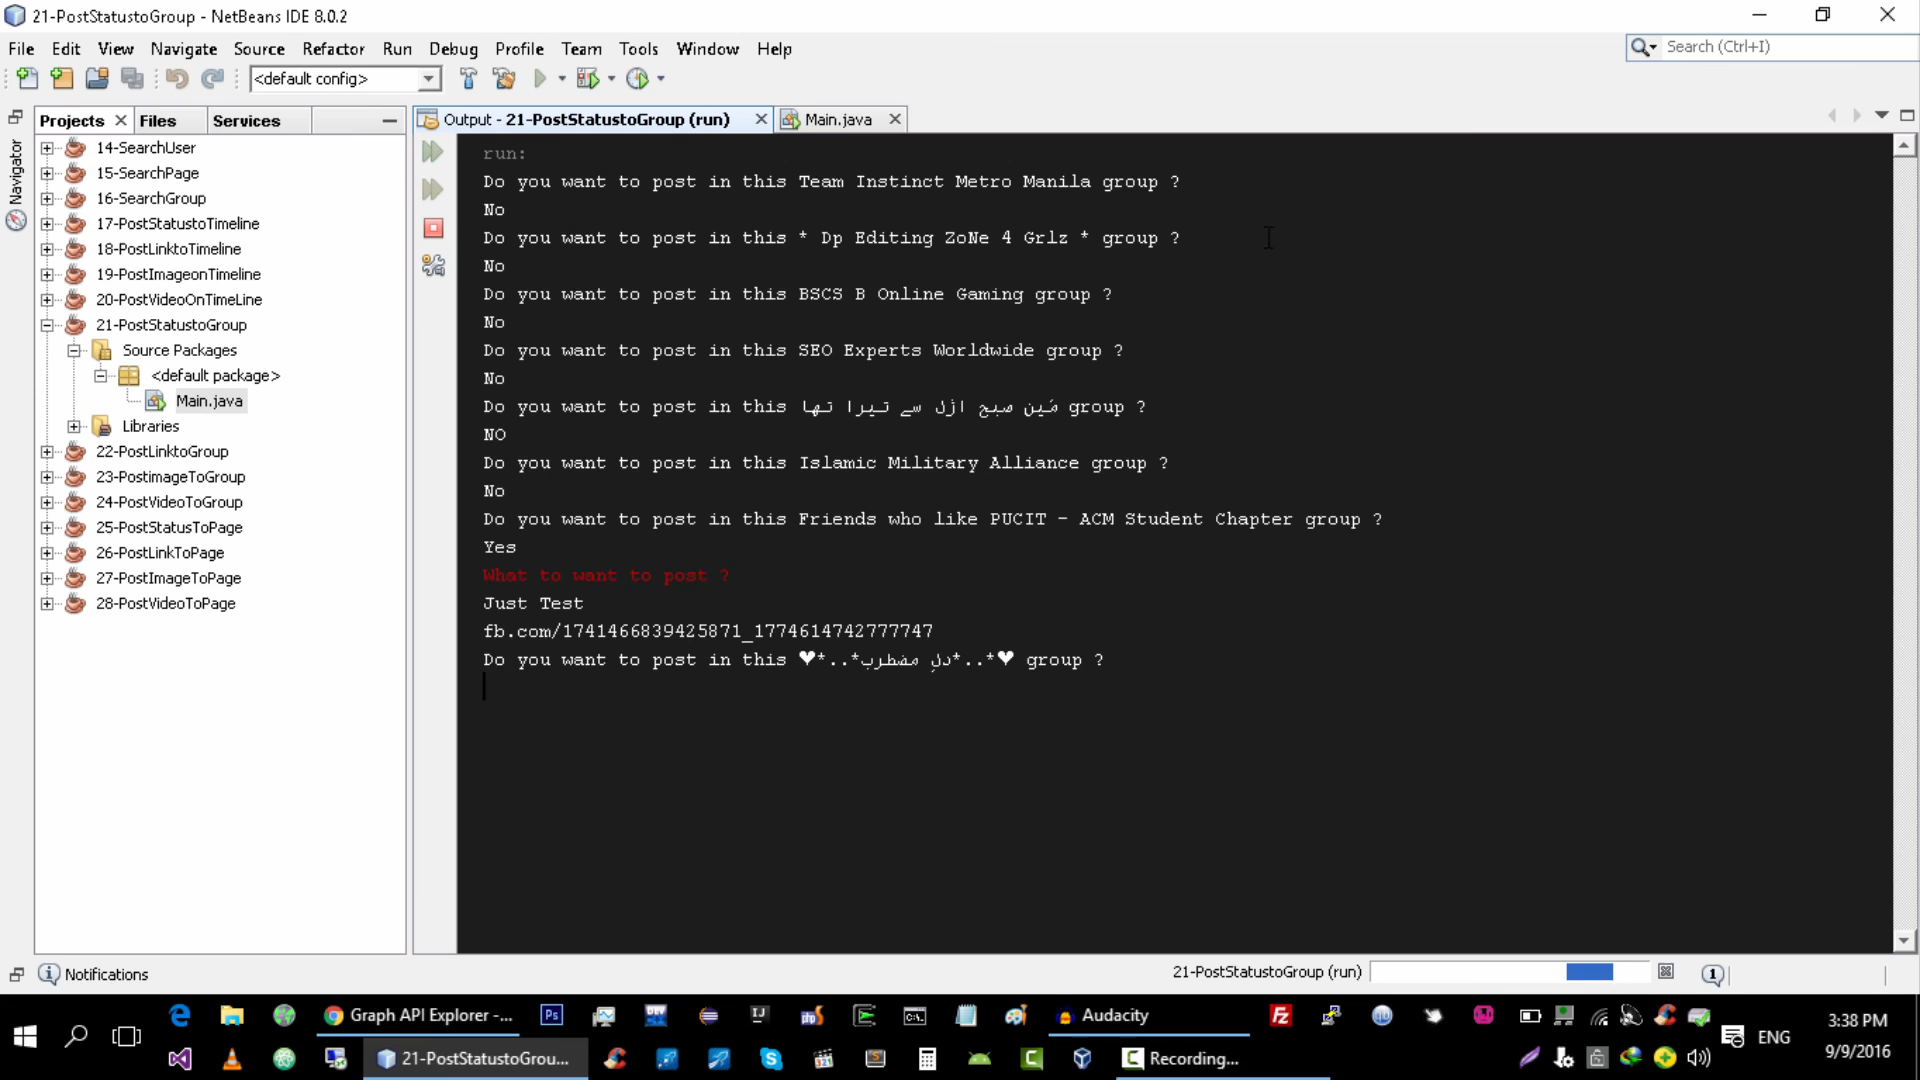 21-PostStatustoGroup - NetBeans IDE 8.0.2
File Edit View Navigate Source Refactor Run Debug Profile Team Tools Window Help
Search (Ctrl+I)
<default config>
Projects Files Services
Output - 21-PostStatustoGroup (run) Main.java
Navigator
14-SearchUser
15-SearchPage
16-SearchGroup
17-PostStatustoTimeline
18-PostLinktoTimeline
19-PostImageonTimeline
20-PostVideoOnTimeLine
21-PostStatustoGroup
Source Packages
<default package>
Main.java
Libraries
22-PostLinktoGroup
23-PostimageToGroup
24-PostVideoToGroup
25-PostStatusToPage
26-PostLinkToPage
27-PostImageToPage
28-PostVideoToPage
run:
Do you want to post in this Team Instinct Metro Manila group ?
No
Do you want to post in this * Dp Editing ZoNe 4 Grlz * group ?
No
Do you want to post in this BSCS B Online Gaming group ?
No
Do you want to post in this SEO Experts Worldwide group ?
No
Do you want to post in this مَین صبح ازل سے تیرا تھا group ?
NO
Do you want to post in this Islamic Military Alliance group ?
No
Do you want to post in this Friends who like PUCIT - ACM Student Chapter group ?
Yes
What to want to post ?
Just Test
fb.com/1741466839425871_1774614742777747
Do you want to post in this ♥*..*دلِ مضطرب*..*♥ group ?
Notifications
21-PostStatustoGroup (run)
1
Graph API Explorer -...
Ps
IJ
Audacity
Fz
ENG
3:38 PM
21-PostStatustoGrou...
Recording...
9/9/2016